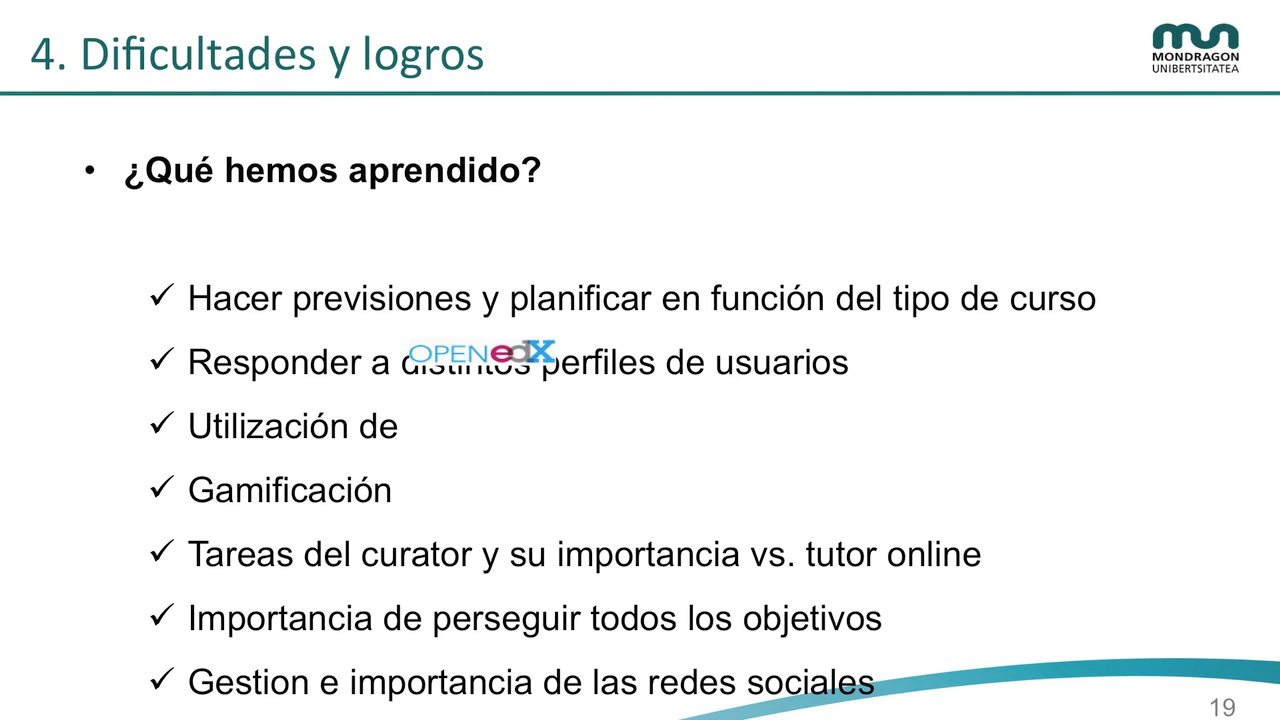 4. Dificultades y logros
MONDRAGON
UNIBERTSITATEA
• ¿Qué hemos aprendido?
✓ Hacer previsiones y planificar en función del tipo de curso
OPEN edX
✓ Responder a distintos perfiles de usuarios
✓ Utilización de
✓ Gamificación
✓ Tareas del curator y su importancia vs. tutor online
✓ Importancia de perseguir todos los objetivos
✓ Gestion e importancia de las redes sociales
19